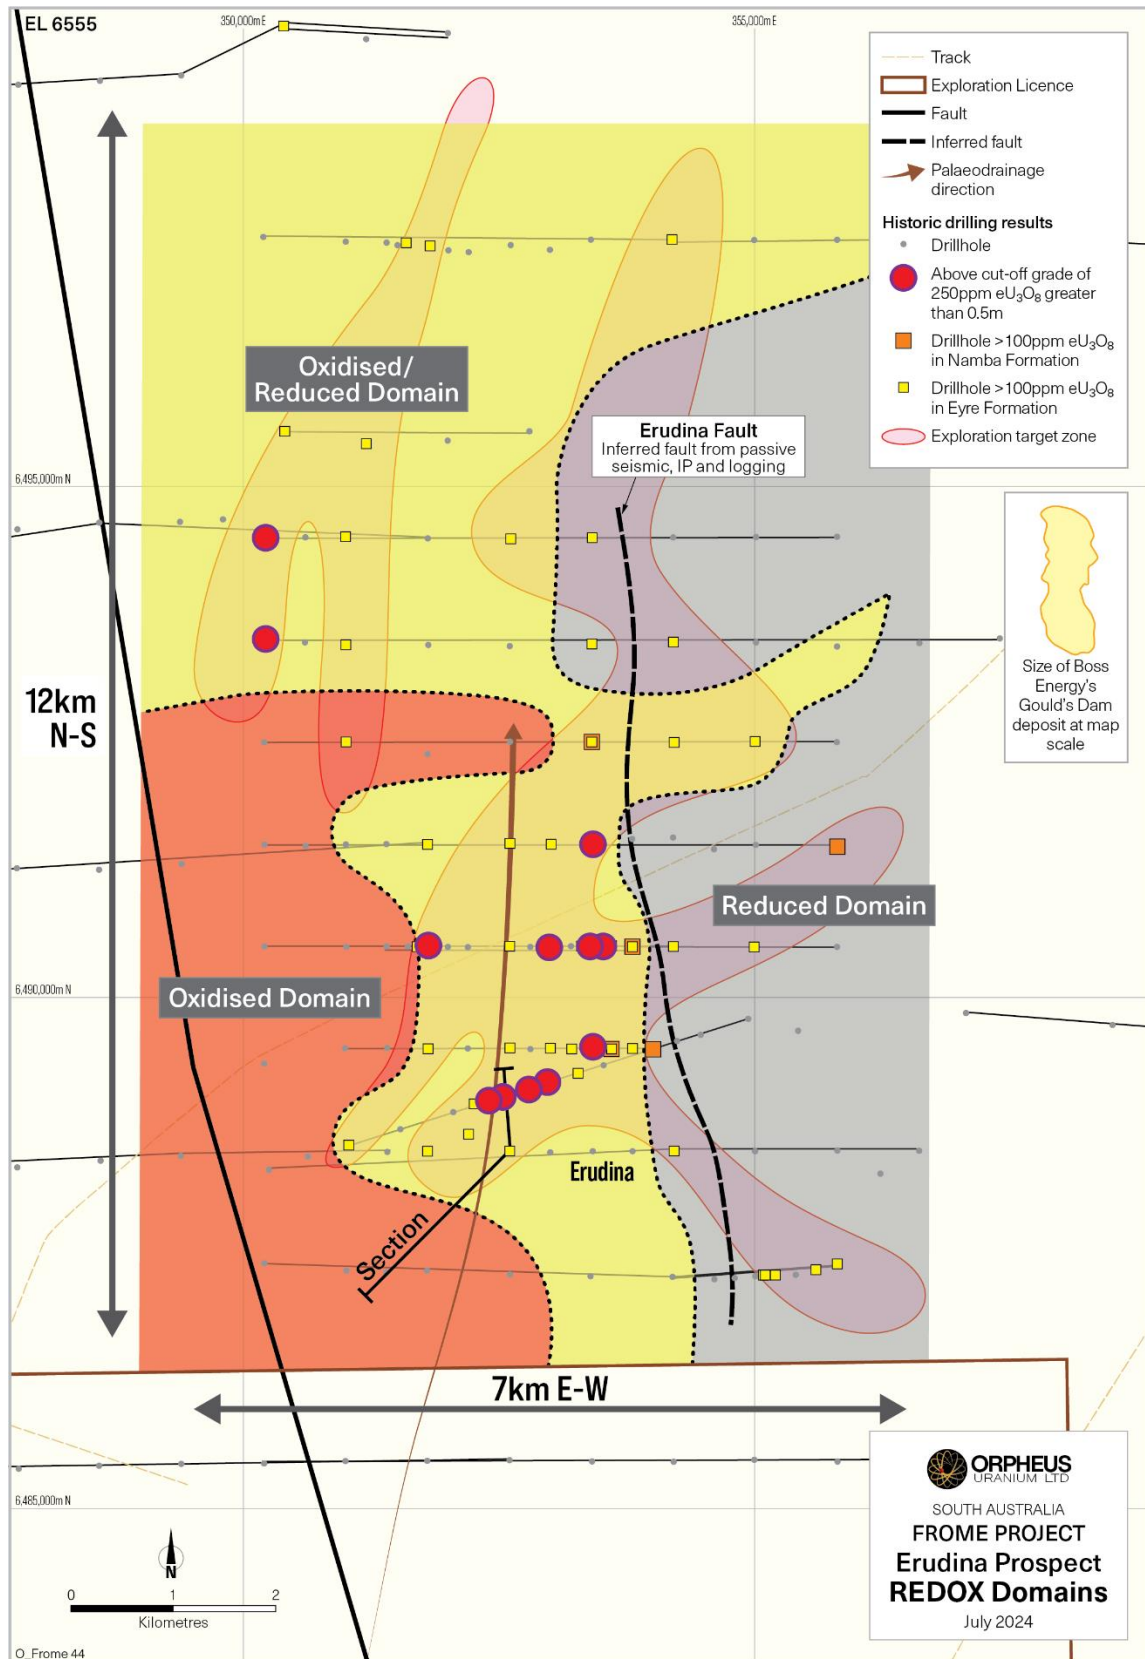 EL 6555
350,000mE
355,000mE
Track
Exploration Licence
Fault
Inferred fault
Palaeodrainage
direction
Historic drilling results
Drillhole
Above cut-off grade of
250ppm eU₃O₈ greater
than 0.5m
Drillhole >100ppm eU₃O₈
in Namba Formation
Drillhole >100ppm eU₃O₈
in Eyre Formation
Exploration target zone
Oxidised/
Reduced Domain
Erudina Fault
Inferred fault from passive
seismic, IP and logging
6,495,000m N
Size of Boss
Energy's
Gould's Dam
deposit at map
scale
12km
N-S
Reduced Domain
Oxidised Domain
6,490,000m N
Erudina
Section
7km E-W
6,485,000m N
N
0 1 2
Kilometres
ORPHEUS
URANIUM LTD
SOUTH AUSTRALIA
FROME PROJECT
Erudina Prospect
REDOX Domains
July 2024
O_Frome 44